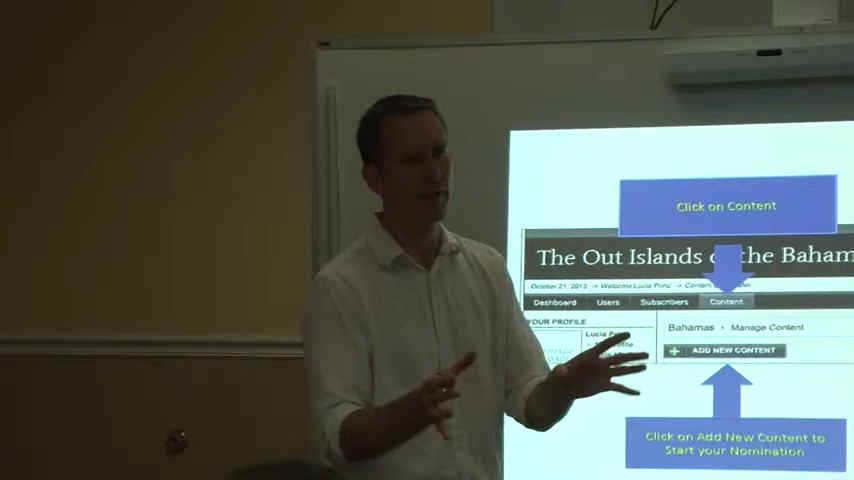 Click on Content
The Out Islands the Baham
October 21, 2013 -> Welcome Lucia Prinz ->
Dashboard Users Subscribers Content
YOUR PROFILE
Lucia
Bahamas › Manage Content
ADD NEW CONTENT
Click on Add New Content to
Start your Nomination